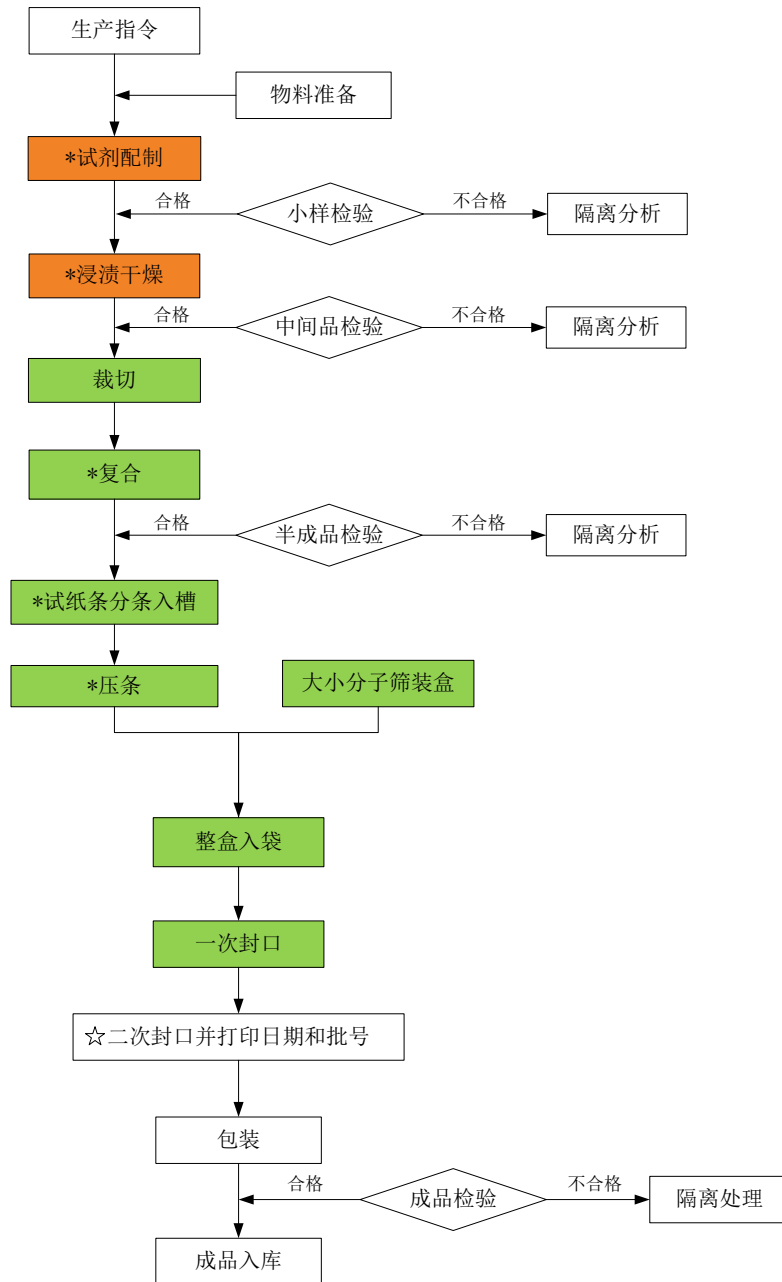 生产指令
物料准备
*试剂配制
合格
小样检验
不合格
隔离分析
*浸渍干燥
合格
中间品检验
不合格
隔离分析
裁切
*复合
合格
半成品检验
不合格
隔离分析
*试纸条分条入槽
*压条
大小分子筛装盒
整盒入袋
一次封口
☆二次封口并打印日期和批号
包装
合格
成品检验
不合格
隔离处理
成品入库